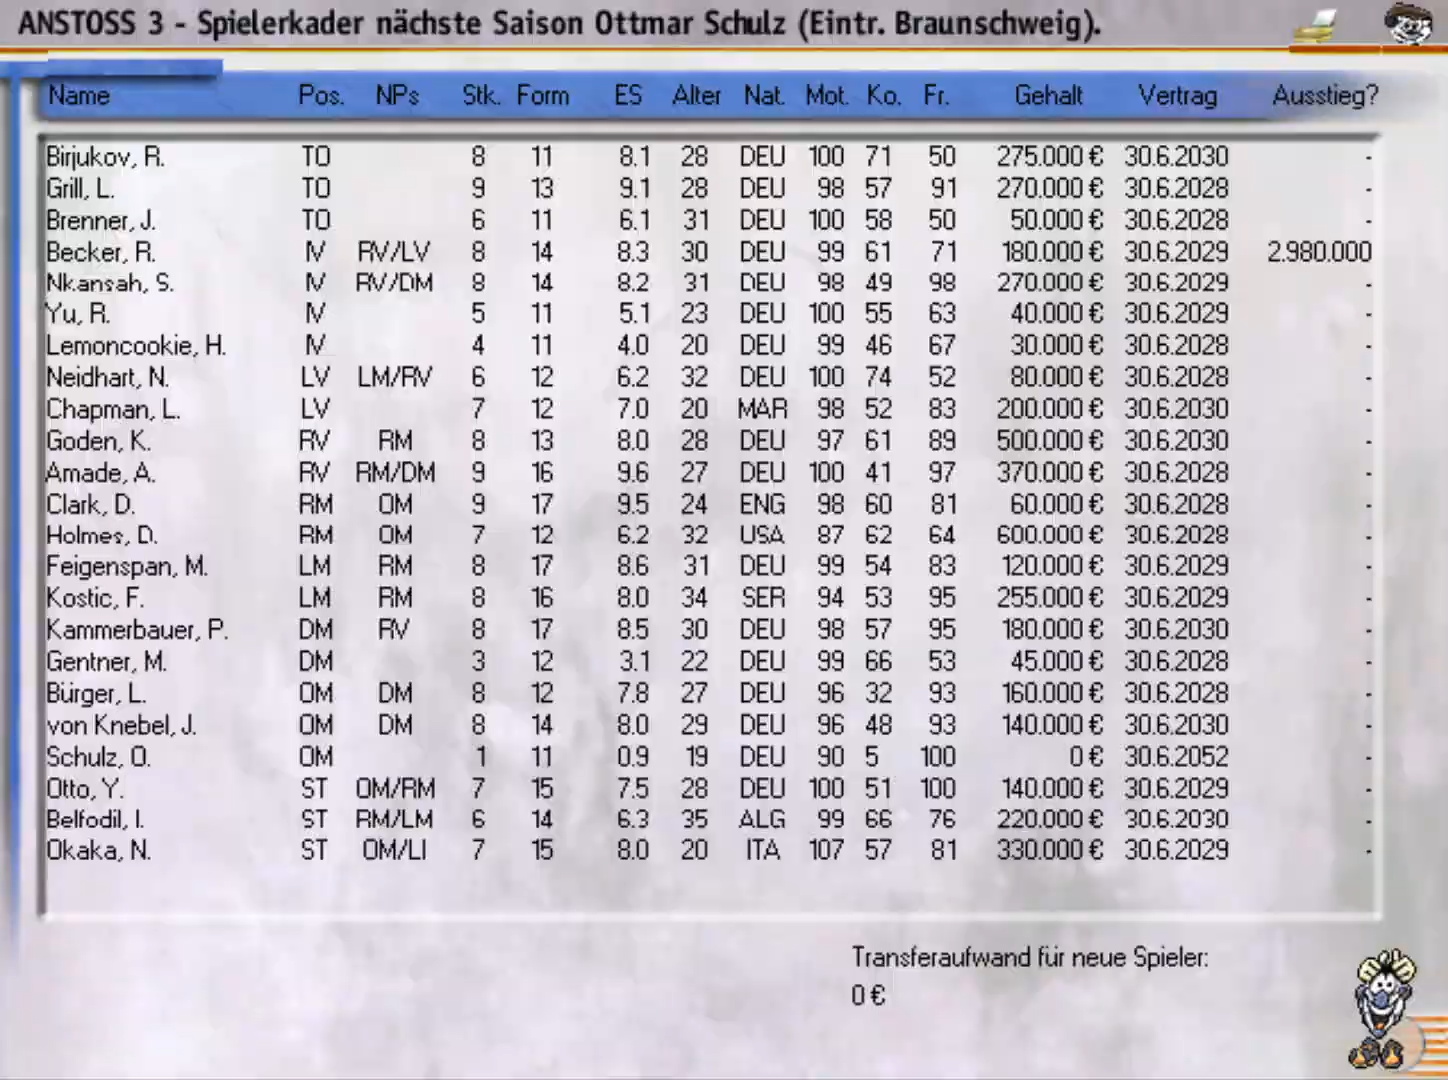 ANSTOSS 3 - Spielerkader nächste Saison Ottmar Schulz (Eintr. Braunschweig).
Name Pos. NPs Stk. Form ES Alter Nat. Mot. Ko. Fr. Gehalt Vertrag Ausstieg?
Birjukov, R. TO 8 11 8.1 28 DEU 100 71 50 275.000 € 30.6.2030 -
Grill, L. TO 9 13 9.1 28 DEU 98 57 91 270.000 € 30.6.2028 -
Brenner, J. TO 6 11 6.1 31 DEU 100 58 50 50.000 € 30.6.2028 -
Becker, R. IV RV/LV 8 14 8.3 30 DEU 99 61 71 180.000 € 30.6.2029 2.980.000
Nkansah, S. IV RV/DM 8 14 8.2 31 DEU 98 49 98 270.000 € 30.6.2029 -
Yu, R. IV 5 11 5.1 23 DEU 100 55 63 40.000 € 30.6.2029 -
Lemoncookie, H. IV 4 11 4.0 20 DEU 99 46 67 30.000 € 30.6.2028 -
Neidhart, N. LV LM/RV 6 12 6.2 32 DEU 100 74 52 80.000 € 30.6.2028 -
Chapman, L. LV 7 12 7.0 20 MAR 98 52 83 200.000 € 30.6.2030 -
Goden, K. RV RM 8 13 8.0 28 DEU 97 61 89 500.000 € 30.6.2030 -
Amade, A. RV RM/DM 9 16 9.6 27 DEU 100 41 97 370.000 € 30.6.2028 -
Clark, D. RM OM 9 17 9.5 24 ENG 98 60 81 60.000 € 30.6.2028 -
Holmes, D. RM OM 7 12 6.2 32 USA 87 62 64 600.000 € 30.6.2028 -
Feigenspan, M. LM RM 8 17 8.6 31 DEU 99 54 83 120.000 € 30.6.2029 -
Kostic, F. LM RM 8 16 8.0 34 SER 94 53 95 255.000 € 30.6.2029 -
Kammerbauer, P. DM RV 8 17 8.5 30 DEU 98 57 95 180.000 € 30.6.2030 -
Gentner, M. DM 3 12 3.1 22 DEU 99 66 53 45.000 € 30.6.2028 -
Bürger, L. OM DM 8 12 7.8 27 DEU 96 32 93 160.000 € 30.6.2028 -
von Knebel, J. OM DM 8 14 8.0 29 DEU 96 48 93 140.000 € 30.6.2030 -
Schulz, O. OM 1 11 0.9 19 DEU 90 5 100 0 € 30.6.2052 -
Otto, Y. ST OM/RM 7 15 7.5 28 DEU 100 51 100 140.000 € 30.6.2029 -
Belfodil, I. ST RM/LM 6 14 6.3 35 ALG 99 66 76 220.000 € 30.6.2030 -
Okaka, N. ST OM/LI 7 15 8.0 20 ITA 107 57 81 330.000 € 30.6.2029 -
Transferaufwand für neue Spieler:
0 €